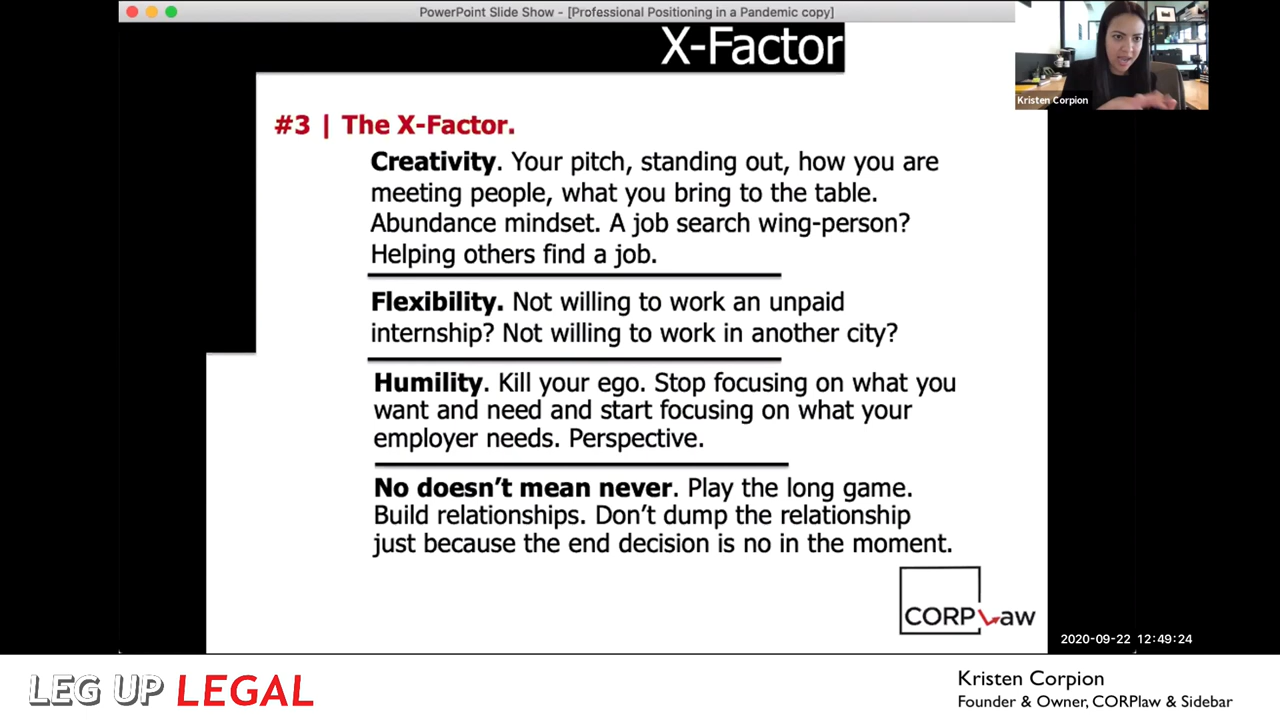 PowerPoint Slide Show - [Professional Positioning in a Pandemic copy]
X-Factor
Kristen Corpion
#3 | The X-Factor.
Creativity. Your pitch, standing out, how you are
meeting people, what you bring to the table.
Abundance mindset. A job search wing-person?
Helping others find a job.
Flexibility. Not willing to work an unpaid
internship? Not willing to work in another city?
Humility. Kill your ego. Stop focusing on what you
want and need and start focusing on what your
employer needs. Perspective.
No doesn’t mean never. Play the long game.
Build relationships. Don’t dump the relationship
just because the end decision is no in the moment.
CORPLaw
2020-09-22 12:49:24
LEG UP LEGAL
Kristen Corpion
Founder & Owner, CORPlaw & Sidebar